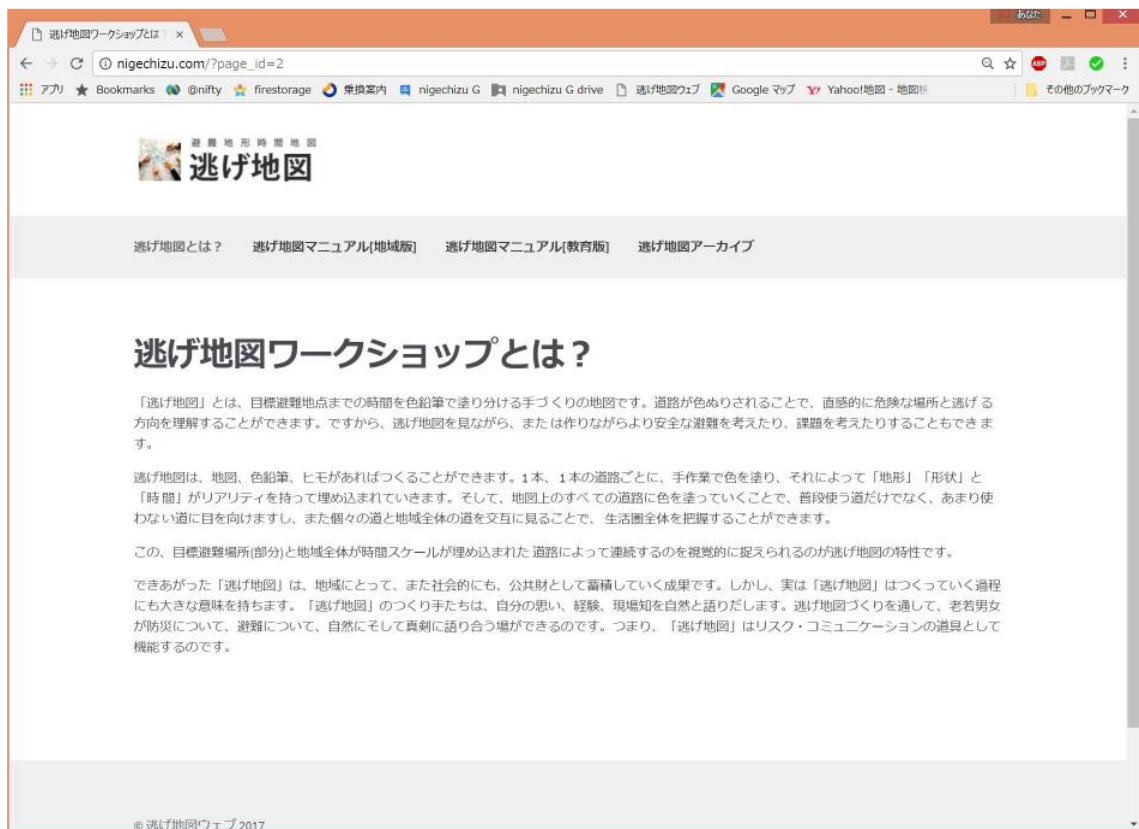 あなた
逃げ地図ワークショップとは
nigechizu.com/?page_id=2
アプリ Bookmarks @nifty firestorage 乗換案内 nigechizu G nigechizu G drive 逃げ地図ウェブ Google マップ Yahoo!地図 - 地図 その他のブックマーク
避難地形時間地図
逃げ地図
逃げ地図とは？ 逃げ地図マニュアル[地域版] 逃げ地図マニュアル[教育版] 逃げ地図アーカイブ
逃げ地図ワークショップとは？
「逃げ地図」とは、目標避難地点までの時間を色鉛筆で塗り分ける手づくりの地図です。道路が色ぬりされることで、直感的に危険な場所と逃げる
方向を理解することができます。ですから、逃げ地図を見ながら、または作りながらより安全な避難を考えたり、課題を考えたりすることもできま
す。
逃げ地図は、地図、色鉛筆、ヒモがあればつくることができます。1本、1本の道路ごとに、手作業で色を塗り、それによって「地形」「形状」と
「時間」がリアリティを持って埋め込まれていきます。そして、地図上のすべての道路に色を塗っていくことで、普段使う道だけでなく、あまり使
わない道に目を向けますし、また個々の道と地域全体の道を交互に見ることで、生活圏全体を把握することができます。
この、目標避難場所(部分)と地域全体が時間スケールが埋め込まれた道路によって連続するのを視覚的に捉えられるのが逃げ地図の特性です。
できあがった「逃げ地図」は、地域にとって、また社会的にも、公共財として蓄積していく成果です。しかし、実は「逃げ地図」はつくっていく過程
にも大きな意味を持ちます。「逃げ地図」のつくり手たちは、自分の思い、経験、現場知を自然と語りだします。逃げ地図づくりを通して、老若男女
が防災について、避難について、自然にそして真剣に語り合う場ができるのです。つまり、「逃げ地図」はリスク・コミュニケーションの道具として
機能するのです。
© 逃げ地図ウェブ 2017